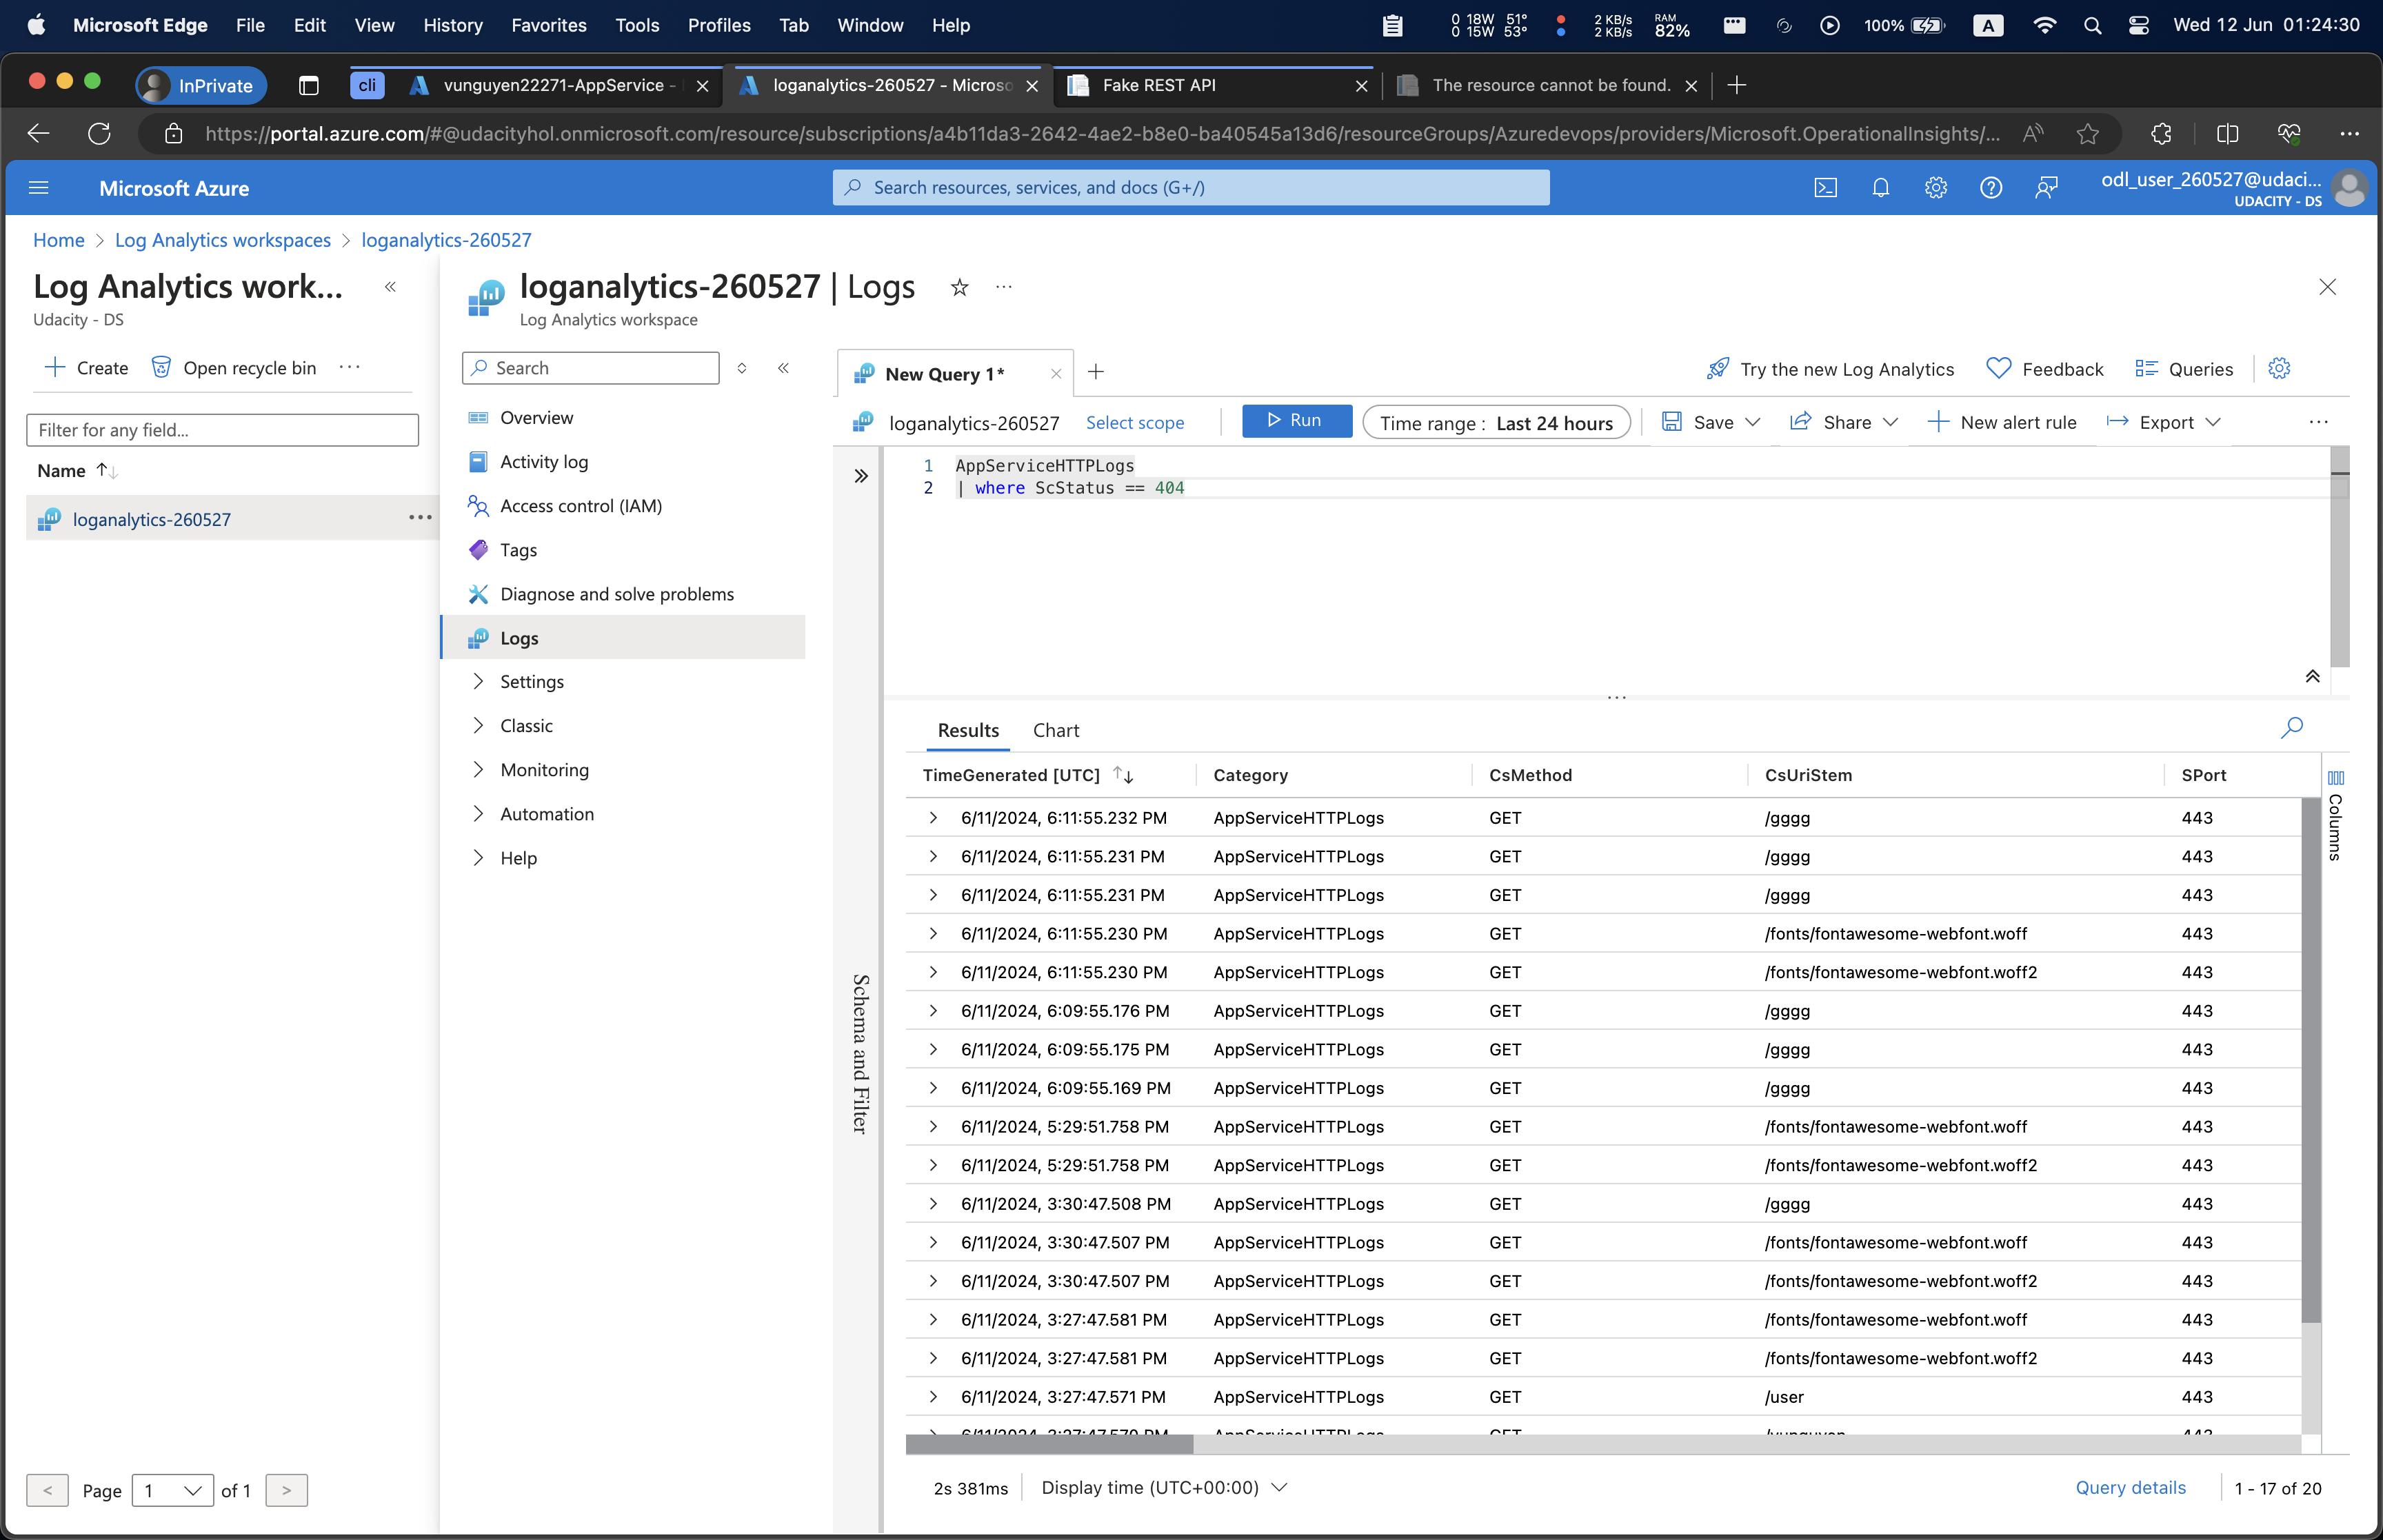 Microsoft Edge File Edit View History Favorites Tools Profiles Tab Window Help
0 18W 51°
0 15W 53°
2 KB/s
2 KB/s
RAM
82%
100%
A
Wed 12 Jun 01:24:30
InPrivate
cli
vunguyen22271-AppService -
loganalytics-260527 - Microso
Fake REST API
The resource cannot be found.
https://portal.azure.com/#@udacityhol.onmicrosoft.com/resource/subscriptions/a4b11da3-2642-4ae2-b8e0-ba40545a13d6/resourceGroups/Azuredevops/providers/Microsoft.OperationalInsights/...
Microsoft Azure
Search resources, services, and docs (G+/)
odl_user_260527@udaci...
UDACITY - DS
Home > Log Analytics workspaces > loganalytics-260527
Log Analytics work...
Udacity - DS
Create
Open recycle bin
Filter for any field...
Name
loganalytics-260527
< Page 1 of 1 >
loganalytics-260527 | Logs
Log Analytics workspace
Search
Overview
Activity log
Access control (IAM)
Tags
Diagnose and solve problems
Logs
Settings
Classic
Monitoring
Automation
Help
New Query 1*
Try the new Log Analytics
Feedback
Queries
loganalytics-260527
Select scope
Run
Time range : Last 24 hours
Save
Share
New alert rule
Export
1 AppServiceHTTPLogs
2 | where ScStatus == 404
Schema and Filter
Results Chart
TimeGenerated [UTC] Category CsMethod CsUriStem SPort
Columns
6/11/2024, 6:11:55.232 PM AppServiceHTTPLogs GET /gggg 443
6/11/2024, 6:11:55.231 PM AppServiceHTTPLogs GET /gggg 443
6/11/2024, 6:11:55.231 PM AppServiceHTTPLogs GET /gggg 443
6/11/2024, 6:11:55.230 PM AppServiceHTTPLogs GET /fonts/fontawesome-webfont.woff 443
6/11/2024, 6:11:55.230 PM AppServiceHTTPLogs GET /fonts/fontawesome-webfont.woff2 443
6/11/2024, 6:09:55.176 PM AppServiceHTTPLogs GET /gggg 443
6/11/2024, 6:09:55.175 PM AppServiceHTTPLogs GET /gggg 443
6/11/2024, 6:09:55.169 PM AppServiceHTTPLogs GET /gggg 443
6/11/2024, 5:29:51.758 PM AppServiceHTTPLogs GET /fonts/fontawesome-webfont.woff 443
6/11/2024, 5:29:51.758 PM AppServiceHTTPLogs GET /fonts/fontawesome-webfont.woff2 443
6/11/2024, 3:30:47.508 PM AppServiceHTTPLogs GET /gggg 443
6/11/2024, 3:30:47.507 PM AppServiceHTTPLogs GET /fonts/fontawesome-webfont.woff 443
6/11/2024, 3:30:47.507 PM AppServiceHTTPLogs GET /fonts/fontawesome-webfont.woff2 443
6/11/2024, 3:27:47.581 PM AppServiceHTTPLogs GET /fonts/fontawesome-webfont.woff 443
6/11/2024, 3:27:47.581 PM AppServiceHTTPLogs GET /fonts/fontawesome-webfont.woff2 443
6/11/2024, 3:27:47.571 PM AppServiceHTTPLogs GET /user 443
6/11/2024, 3:27:47.570 PM AppServiceHTTPLogs GET /vunguyen 443
2s 381ms
Display time (UTC+00:00)
Query details
1 - 17 of 20